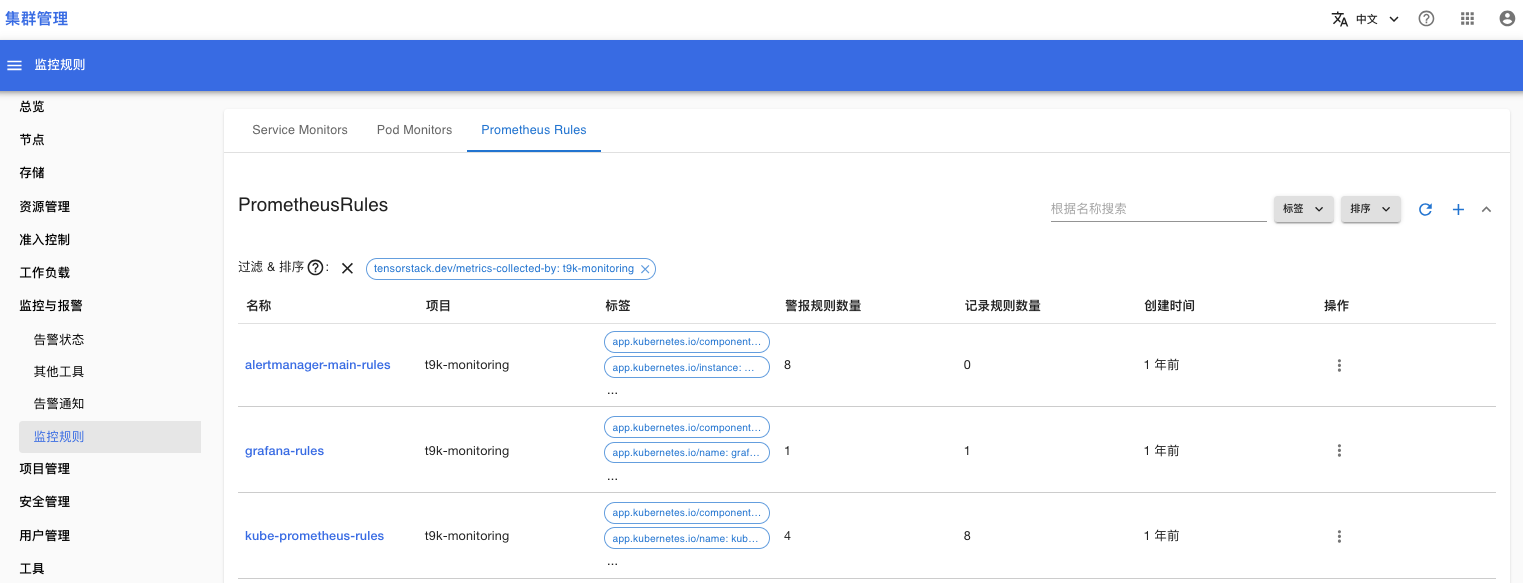 集群管理
中文
监控规则
总览
节点
存储
资源管理
准入控制
工作负载
监控与报警
告警状态
其他工具
告警通知
监控规则
项目管理
安全管理
用户管理
工具
Service Monitors Pod Monitors Prometheus Rules
PrometheusRules
根据名称搜索 标签 排序
过滤 & 排序 : tensorstack.dev/metrics-collected-by: t9k-monitoring
名称 项目 标签 警报规则数量 记录规则数量 创建时间 操作
app.kubernetes.io/component...
alertmanager-main-rules t9k-monitoring app.kubernetes.io/instance: ... 8 0 1 年前
...
app.kubernetes.io/component...
grafana-rules t9k-monitoring app.kubernetes.io/name: graf... 1 1 1 年前
...
app.kubernetes.io/component...
kube-prometheus-rules t9k-monitoring app.kubernetes.io/name: kub... 4 8 1 年前
...